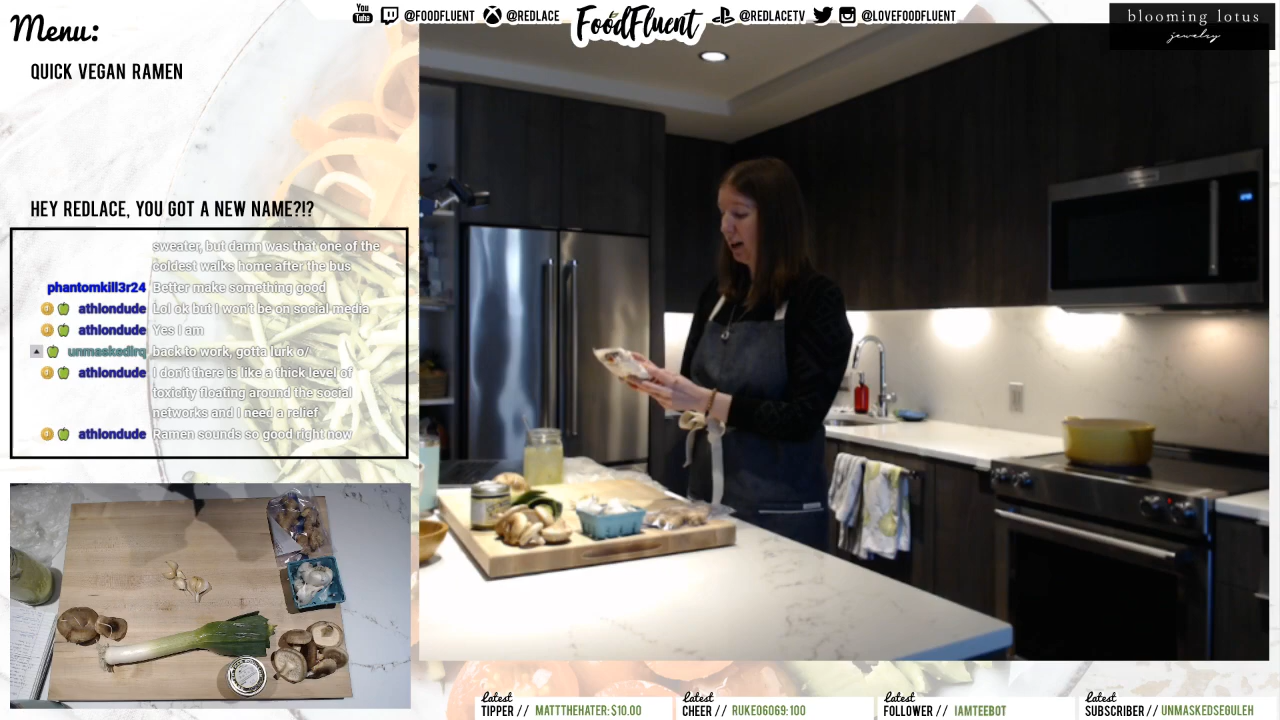 Menu:
QUICK VEGAN RAMEN
You Tube @FOODFLUENT @REDLACE FoodFluent @REDLACETV @LOVEFOODFLUENT
blooming lotus
jewelry
HEY REDLACE, YOU GOT A NEW NAME?!?
sweater, but damn was that one of the
coldest walks home after the bus
phantomkill3r24 Better make something good
athlondude Lol ok but I won't be on social media
athlondude Yes I am
unmaskedirq back to work, gotta lurk o/
athlondude I don't there is like a thick level of
toxicity floating around the social
networks and I need a relief
athlondude Ramen sounds so good right now
latest
TIPPER // MATTTHEHATER: $10.00
latest
CHEER // RUKE06069: 100
latest
FOLLOWER // IAMTEEBOT
latest
SUBSCRIBER // UNMASKEDSEGULEH